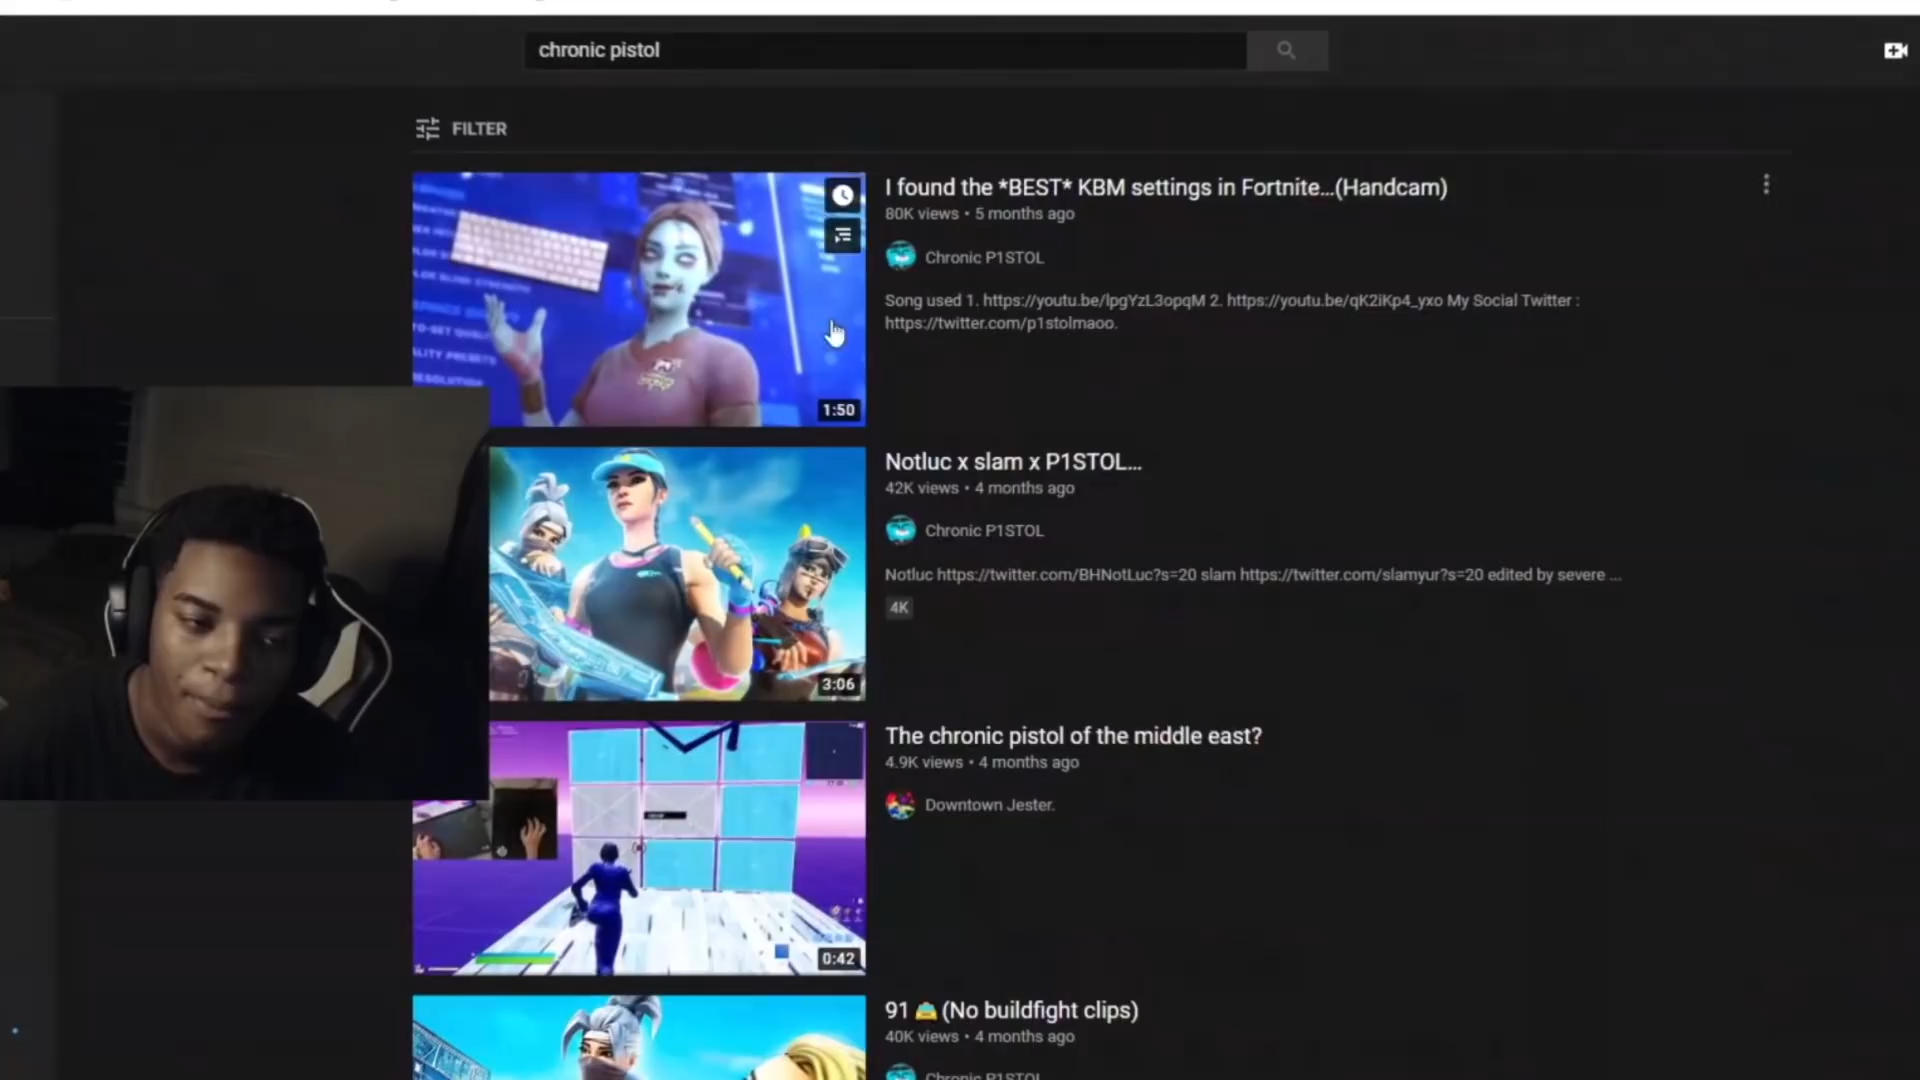 chronic pistol
FILTER
I found the *BEST* KBM settings in Fortnite...(Handcam)
80K views • 5 months ago
Chronic P1STOL
Song used 1. https://youtu.be/lpgYzL3opqM 2. https://youtu.be/qK2iKp4_yxo My Social Twitter :
https://twitter.com/p1stolmaoo.
1:50
Notluc x slam x P1STOL...
42K views • 4 months ago
Chronic P1STOL
Notluc https://twitter.com/BHNotLuc?s=20 slam https://twitter.com/slamyur?s=20 edited by severe ...
4K
3:06
The chronic pistol of the middle east?
4.9K views • 4 months ago
Downtown Jester.
0:42
91 🚖 (No buildfight clips)
40K views • 4 months ago
Chronic P1STOL